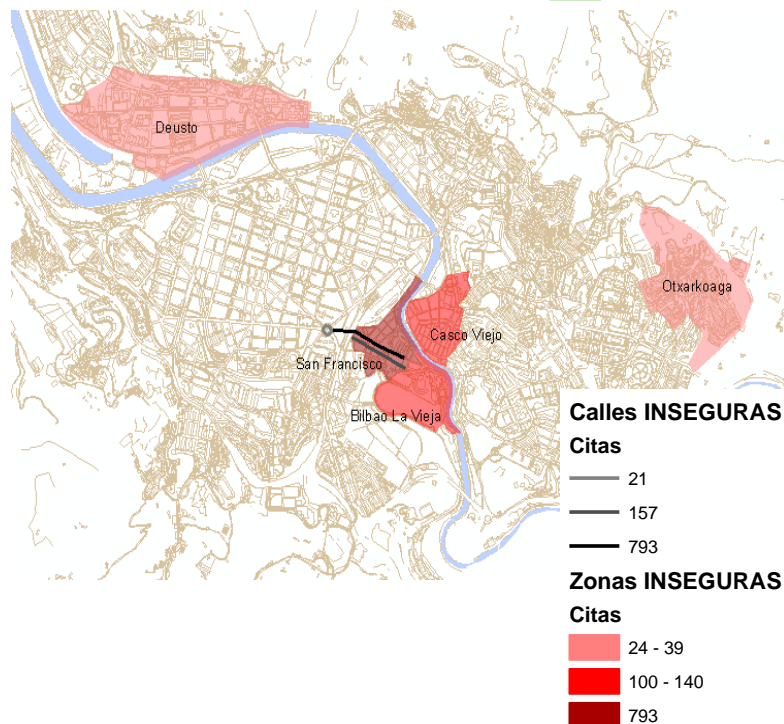 Deusto
Otxarkoaga
Casco Viejo
San Francisco
Bilbao La Vieja
Calles INSEGURAS
Citas
21
157
793
Zonas INSEGURAS
Citas
24 - 39
100 - 140
793